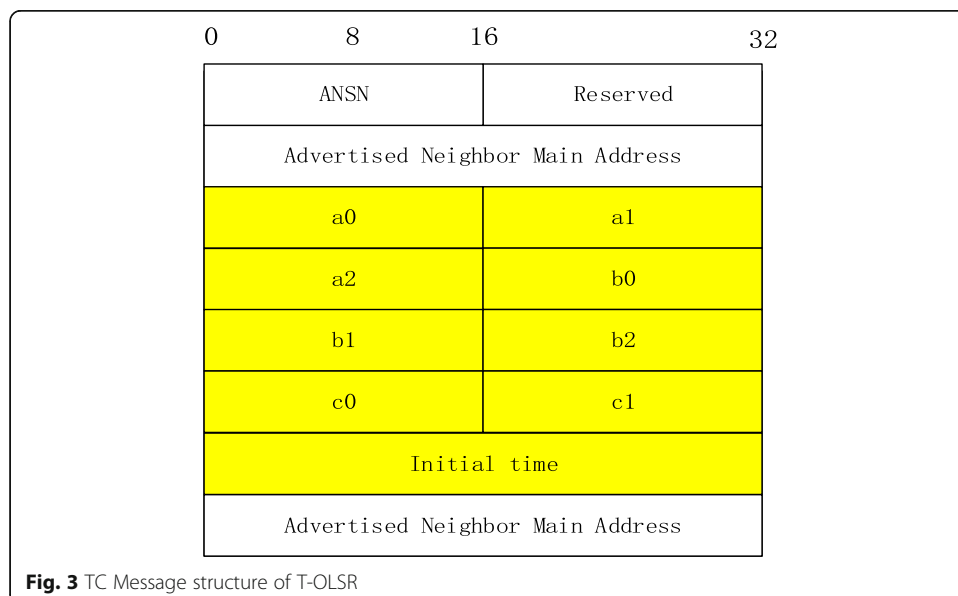 0 8 16 32
ANSN Reserved
Advertised Neighbor Main Address
a0 a1
a2 b0
b1 b2
c0 c1
Initial time
Advertised Neighbor Main Address
Fig. 3 TC Message structure of T-OLSR